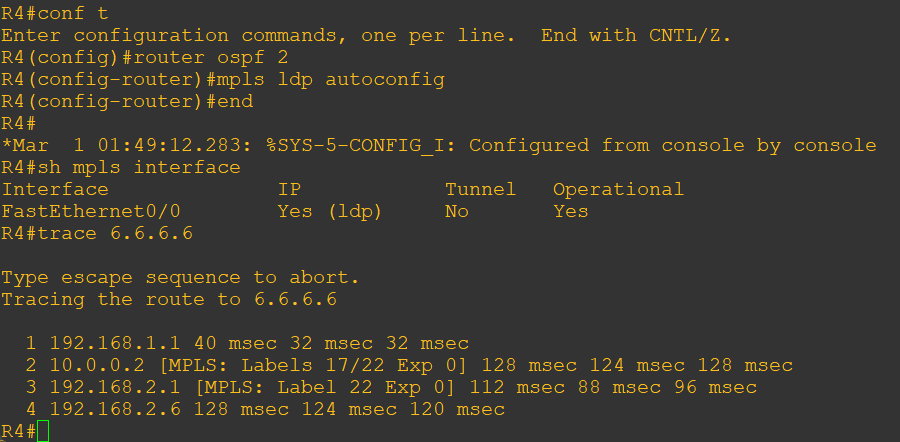 R4#conf t
Enter configuration commands, one per line.  End with CNTL/Z.
R4(config)#router ospf 2
R4(config-router)#mpls ldp autoconfig
R4(config-router)#end
R4#
*Mar  1 01:49:12.283: %SYS-5-CONFIG_I: Configured from console by console
R4#sh mpls interface
Interface              IP            Tunnel   Operational
FastEthernet0/0        Yes (ldp)     No       Yes
R4#trace 6.6.6.6
Type escape sequence to abort.
Tracing the route to 6.6.6.6
  1 192.168.1.1 40 msec 32 msec 32 msec
  2 10.0.0.2 [MPLS: Labels 17/22 Exp 0] 128 msec 124 msec 128 msec
  3 192.168.2.1 [MPLS: Label 22 Exp 0] 112 msec 88 msec 96 msec
  4 192.168.2.6 128 msec 124 msec 120 msec
R4#